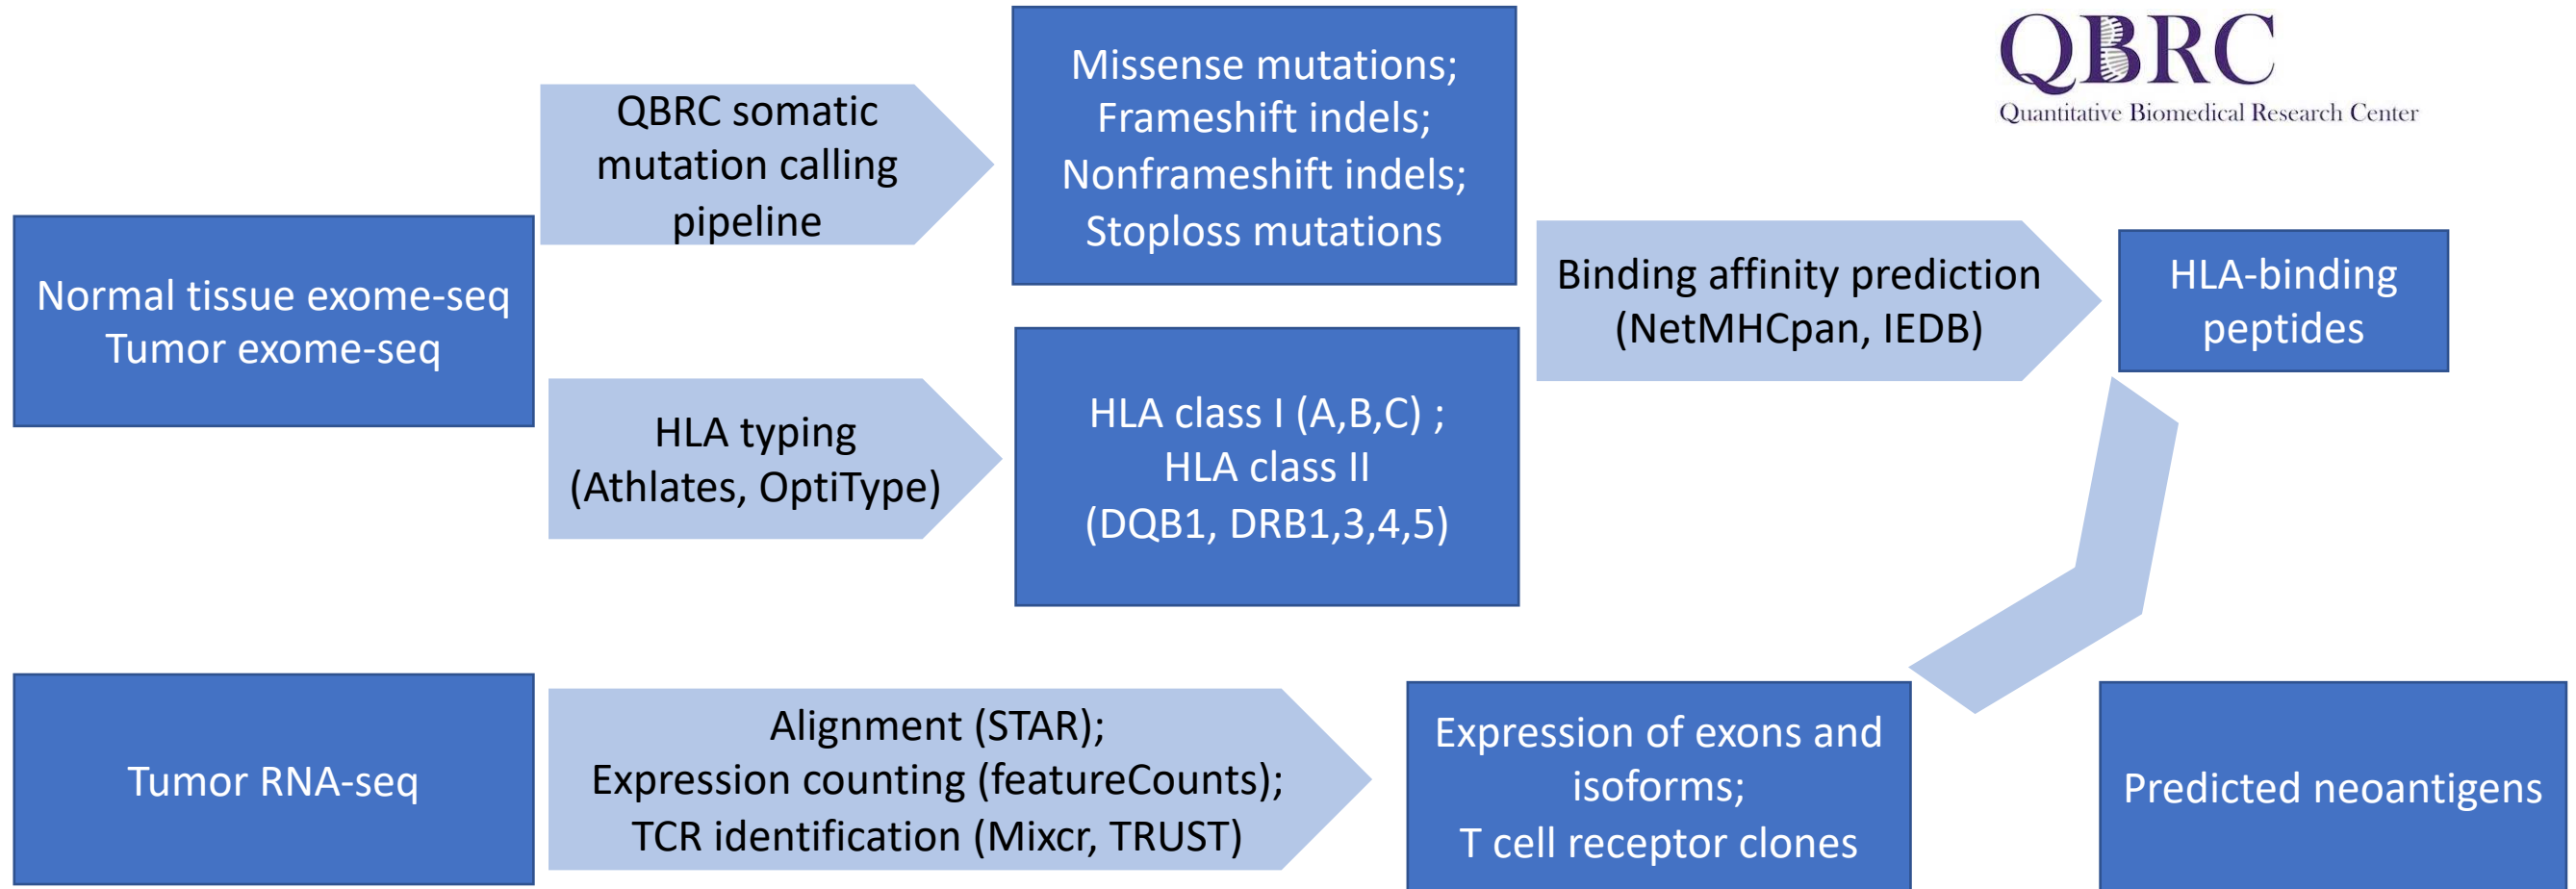 QBRC
Quantitative Biomedical Research Center
QBRC somatic
mutation calling
pipeline
Missense mutations;
Frameshift indels;
Nonframeshift indels;
Stoploss mutations
Normal tissue exome-seq
Tumor exome-seq
Binding affinity prediction
(NetMHCpan, IEDB)
HLA-binding
peptides
HLA typing
(Athlates, OptiType)
HLA class I (A,B,C) ;
HLA class II
(DQB1, DRB1,3,4,5)
Tumor RNA-seq
Alignment (STAR);
Expression counting (featureCounts);
TCR identification (Mixcr, TRUST)
Expression of exons and
isoforms;
T cell receptor clones
Predicted neoantigens